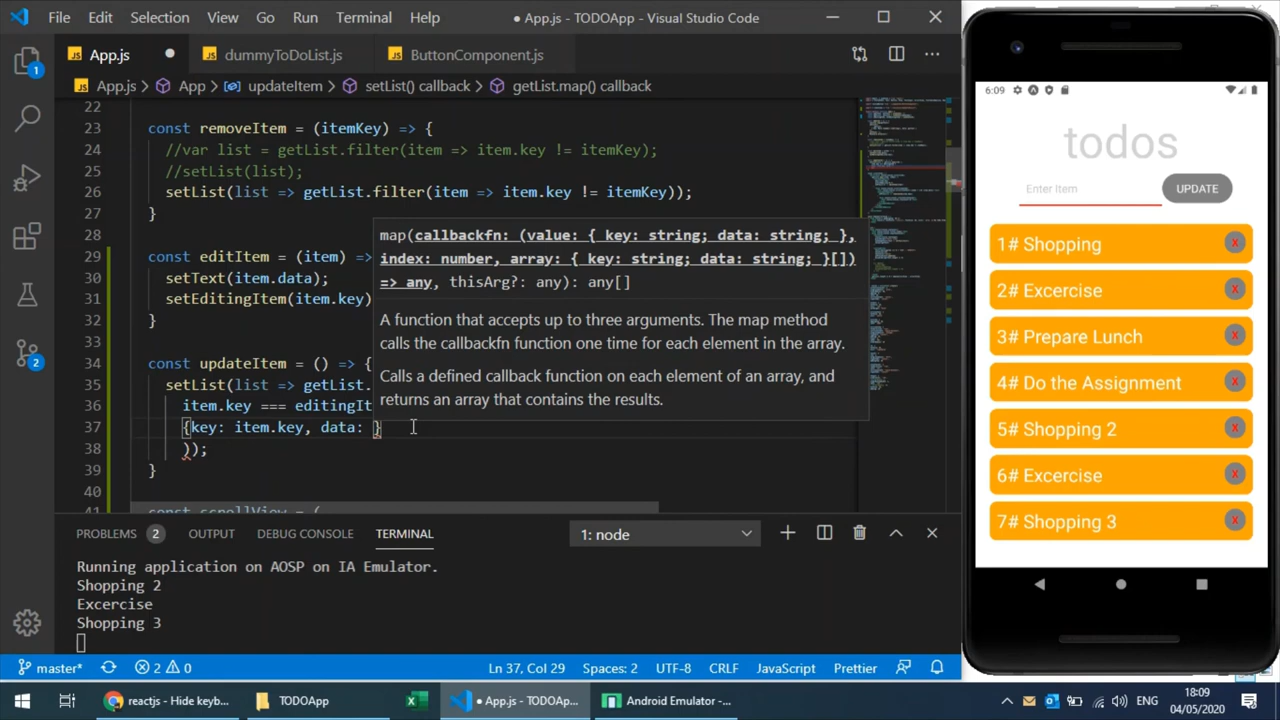 File Edit Selection View Go Run Terminal Help ● App.js - TODOApp - Visual Studio Code
JS App.js ● JS dummyToDoList.js JS ButtonComponent.js ...
JS App.js > App > updateItem > setList() callback > getList.map() callback
22
23 const removeItem = (itemKey) => {
24 list = getList item => item.key != itemKey);
25 //setList(list);
26 setList(list => getList.filter(item => item.key != itemKey));
27 }
28
29 const editItem = (item) =>
30 setText(item.data);
31 setEditingItem(item.key)
32 }
33
34 const updateItem = () => {
35 setList(list => getList.
36 item.key === editingIt
37 {key: item.key, data: }
38 ));
39 }
40
const scrollView = (
map(callbackfn: (value: { key: string; data: string; },
index: number, array: { key: string; data: string; }[])
=> any, thisArg?: any): any[]
A function that accepts up to three arguments. The map method
calls the callbackfn function one time for each element in the array.
Calls a defined callback function on each element of an array, and
returns an array that contains the results.
PROBLEMS 2 OUTPUT DEBUG CONSOLE TERMINAL 1: node
Running application on AOSP on IA Emulator.
Shopping 2
Excercise
Shopping 3
1
2
master* 2 0 Ln 37, Col 29 Spaces: 2 UTF-8 CRLF JavaScript Prettier
6:09
todos
Enter Item UPDATE
1# Shopping X
2# Excercise X
3# Prepare Lunch X
4# Do the Assignment X
5# Shopping 2 X
6# Excercise X
7# Shopping 3 X
reactjs - Hide keyb... TODOApp ● App.js - TODOApp... Android Emulator -... ENG 18:09
04/05/2020